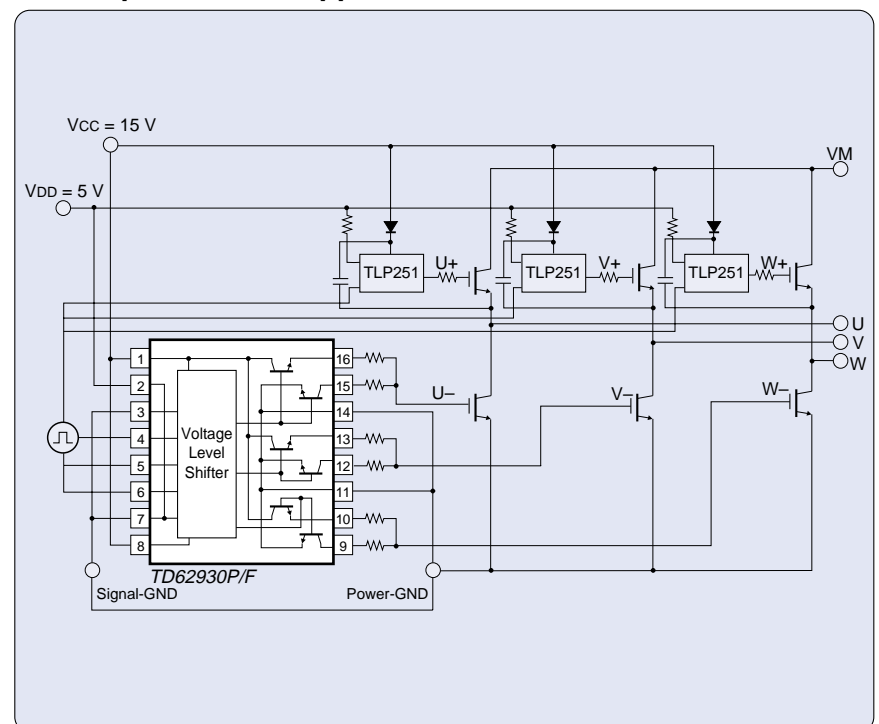 VCC = 15 V
VM
VDD = 5 V
TLP251
U+
TLP251
V+
TLP251
W+
U
V
W
1
2
3
4
5
6
7
8
Voltage
Level
Shifter
16
15
14
13
12
11
10
9
U–
V–
W–
TD62930P/F
Signal-GND
Power-GND